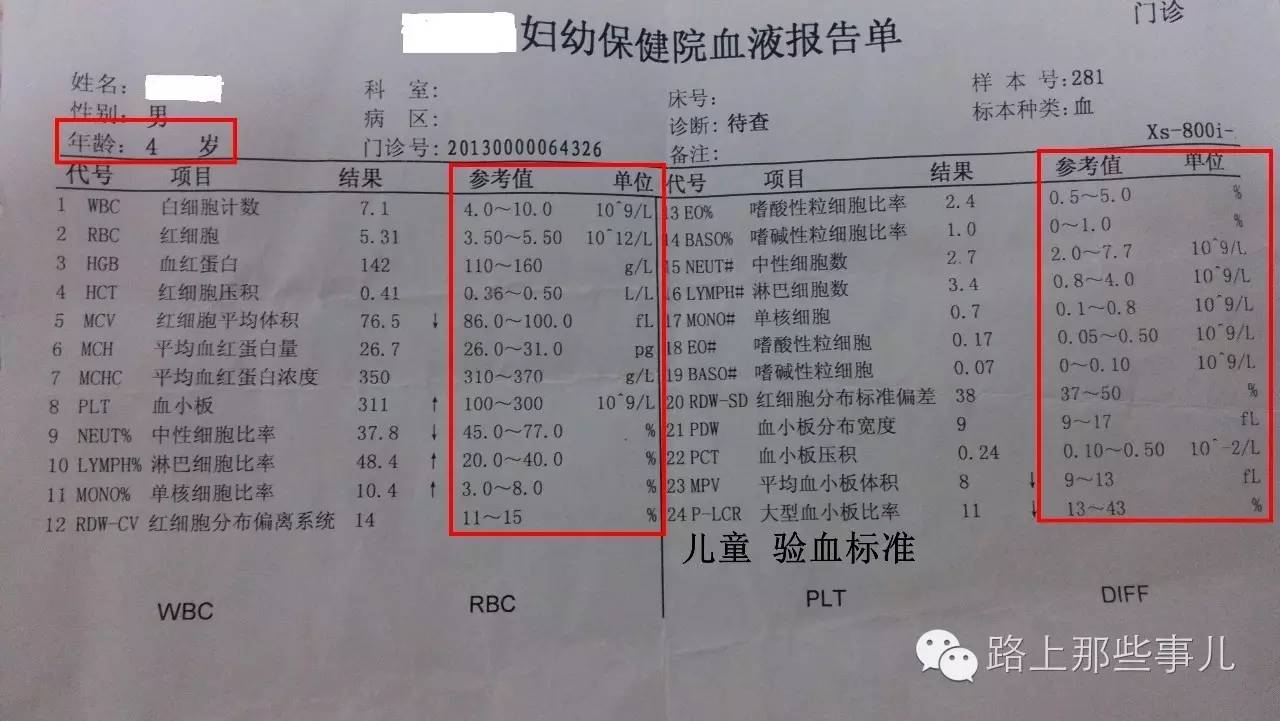 妇幼保健院血液报告单
门诊
姓名:
科 室:
床号:
样 本 号:281
性别: 男
病 区:
诊断: 待查
标本种类:血
年龄: 4 岁
门诊号: 20130000064326
备注:
Xs-800i-
代号 项目 结果 参考值 单位
1 WBC 白细胞计数 7.1 4.0～10.0 10^9/L
2 RBC 红细胞 5.31 3.50～5.50 10^12/L
3 HGB 血红蛋白 142 110～160 g/L
4 HCT 红细胞压积 0.41 0.36～0.50 L/L
5 MCV 红细胞平均体积 76.5 ↓ 86.0～100.0 fL
6 MCH 平均血红蛋白量 26.7 26.0～31.0 pg
7 MCHC 平均血红蛋白浓度 350 310～370 g/L
8 PLT 血小板 311 ↑ 100～300 10^9/L
9 NEUT% 中性细胞比率 37.8 ↓ 45.0～77.0 %
10 LYMPH% 淋巴细胞比率 48.4 ↑ 20.0～40.0 %
11 MONO% 单核细胞比率 10.4 ↑ 3.0～8.0 %
12 RDW-CV 红细胞分布偏离系统 14 11～15 %
代号 项目 结果 参考值 单位
13 EO% 嗜酸性粒细胞比率 2.4 0.5～5.0 %
14 BASO% 嗜碱性粒细胞比率 1.0 0～1.0 %
15 NEUT# 中性细胞数 2.7 2.0～7.7 10^9/L
16 LYMPH# 淋巴细胞数 3.4 0.8～4.0 10^9/L
17 MONO# 单核细胞 0.7 0.1～0.8 10^9/L
18 EO# 嗜酸性粒细胞 0.17 0.05～0.50 10^9/L
19 BASO# 嗜碱性粒细胞 0.07 0～0.10 10^9/L
20 RDW-SD 红细胞分布标准偏差 38 37～50 %
21 PDW 血小板分布宽度 9 9～17 fL
22 PCT 血小板压积 0.24 0.10～0.50 10^-2/L
23 MPV 平均血小板体积 8 ↓ 9～13 fL
24 P-LCR 大型血小板比率 11 ↓ 13～43 %
儿童 验血标准
WBC
RBC
PLT
DIFF
路上那些事儿